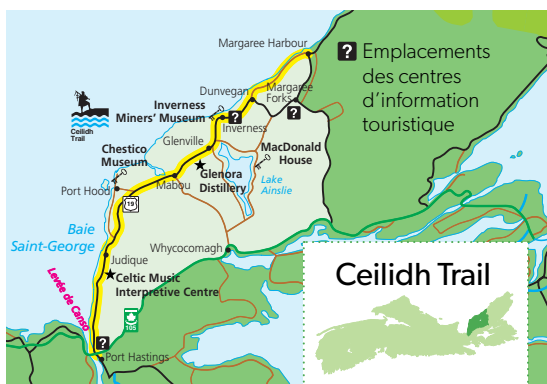 Margaree Harbour
? Emplacements
des centres
d'information
touristique
Dunvegan
Margaree
Forks
?
Ceilidh
Trail
Inverness
Miners' Museum
?
Inverness
Glenville
Chestico
Museum
MacDonald
House
Glenora
Distillery
Lake
Ainslie
Port Hood
Mabou
19
Baie
Saint-George
Whycocomagh
Judique
Celtic Music
Interpretive Centre
Levée de Canso
105
?
Port Hastings
Ceilidh Trail